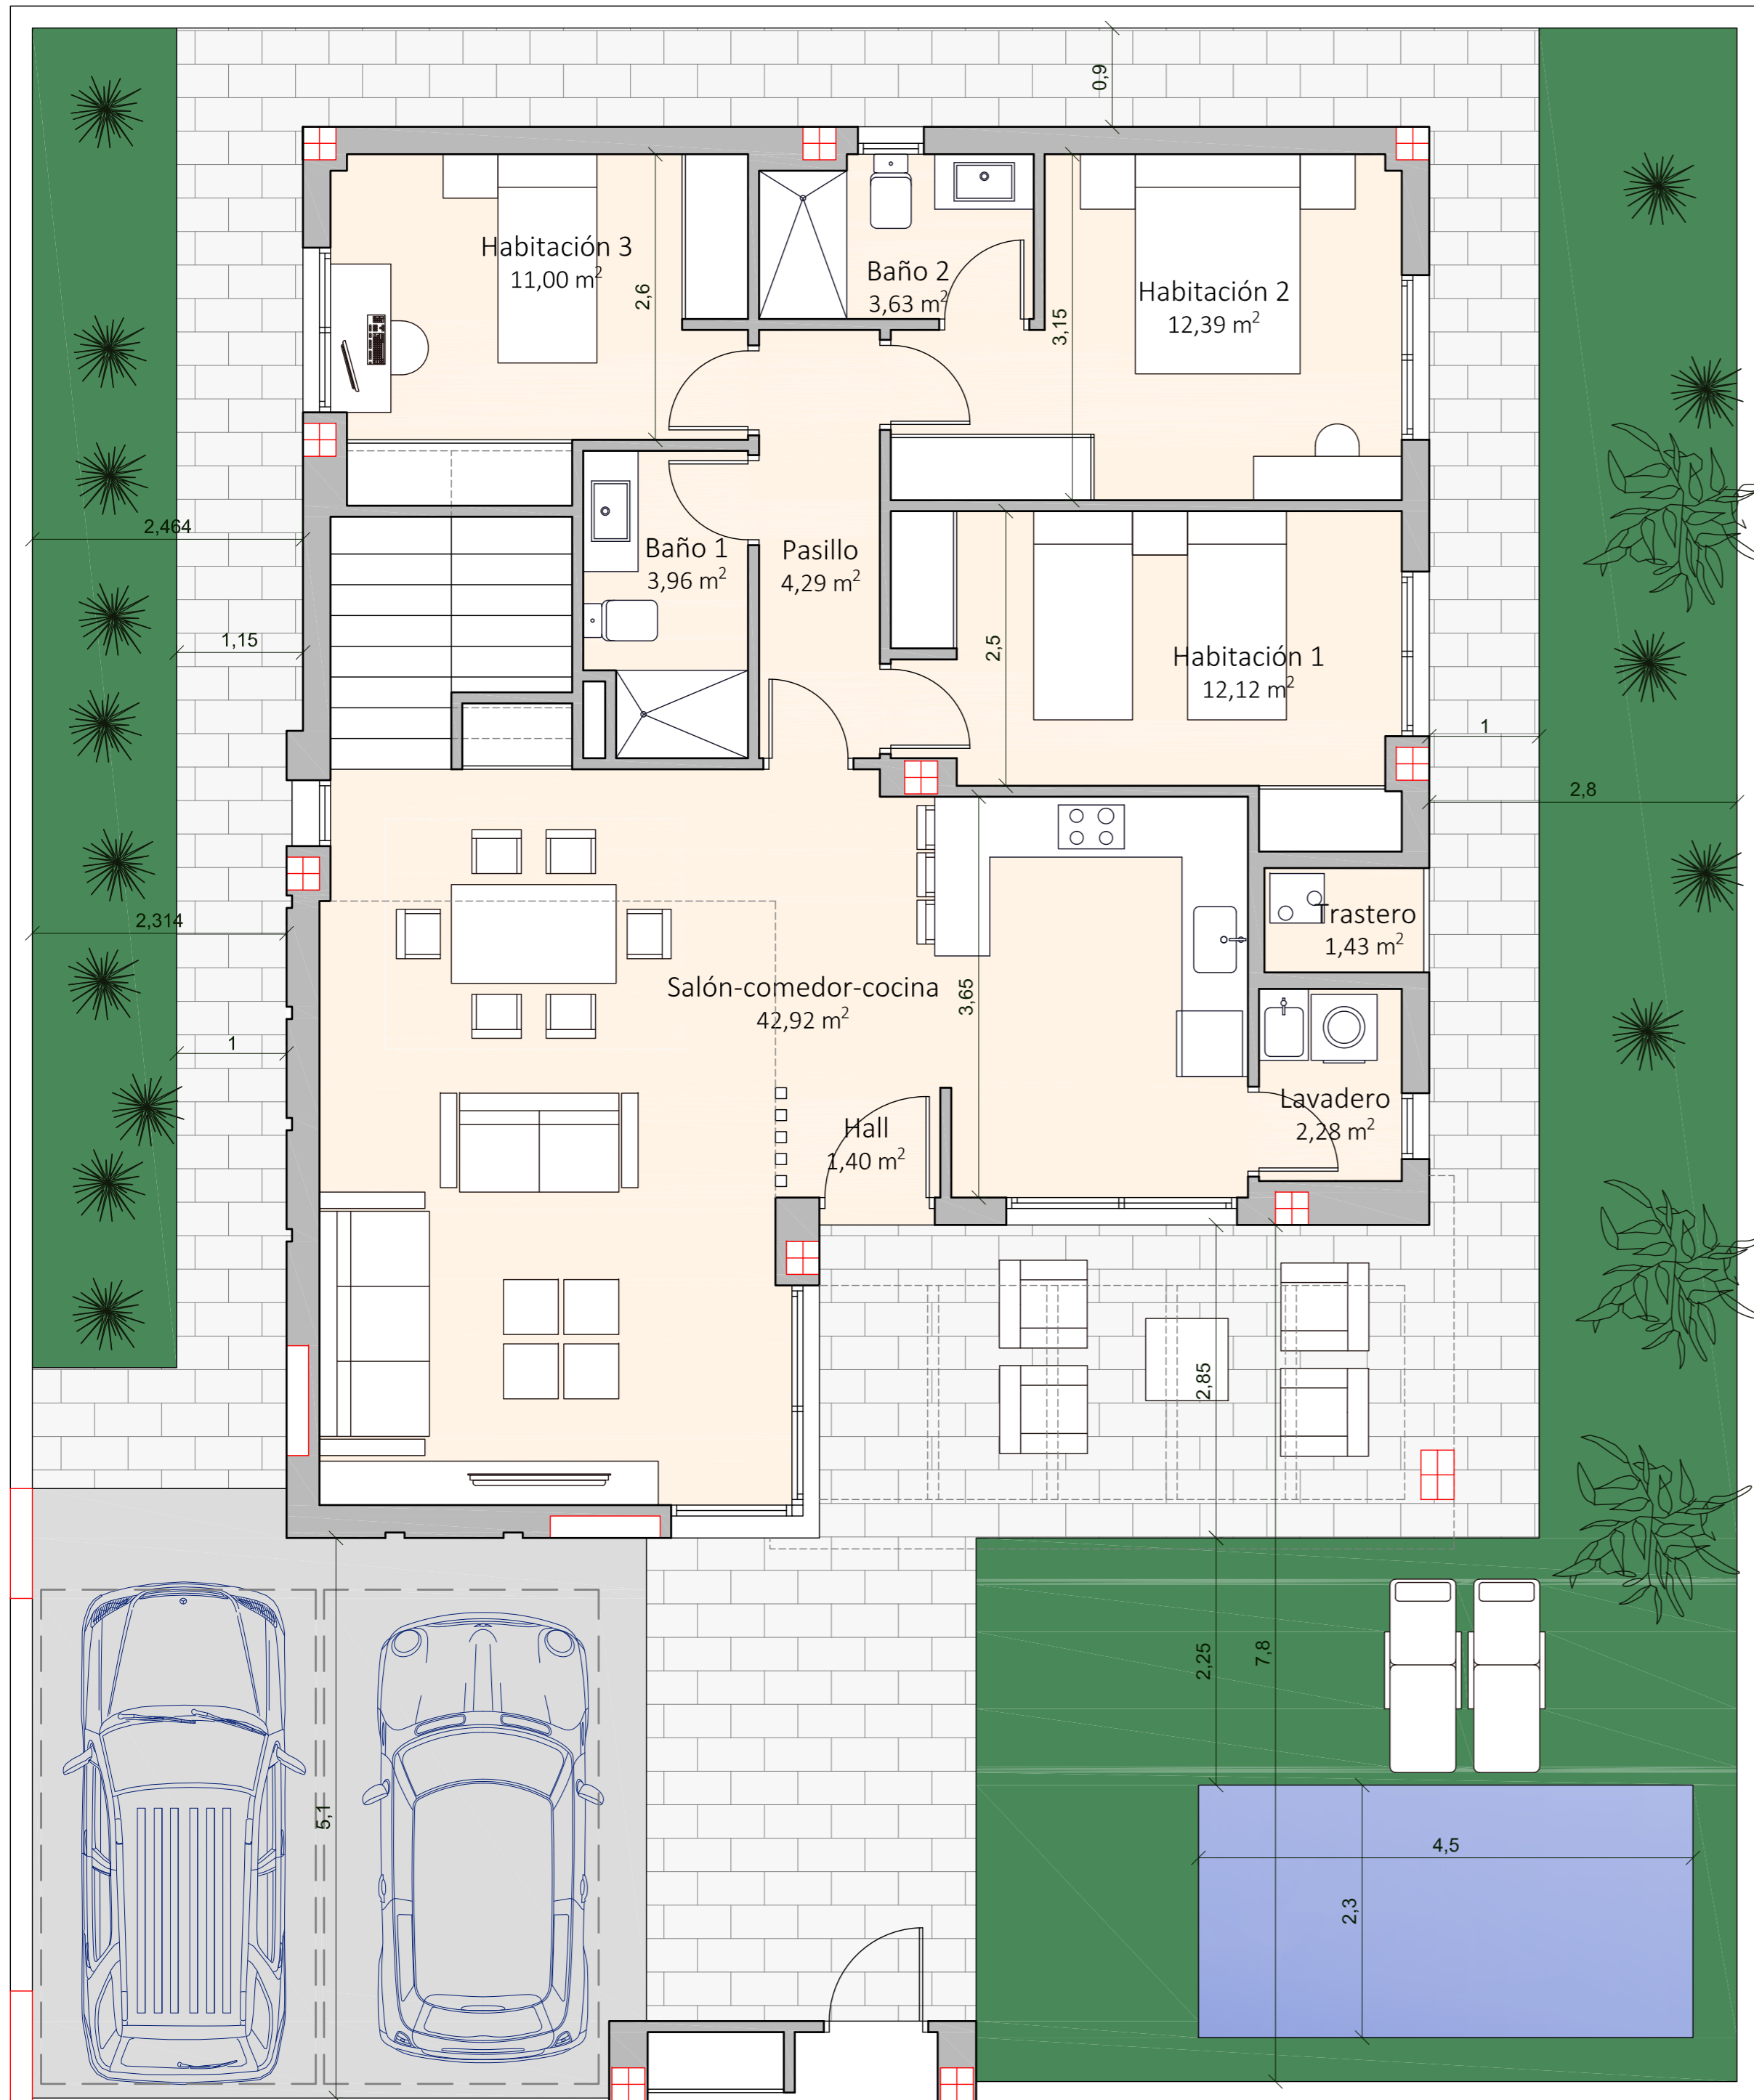 0,9
Habitación 3
11,00 m²
2,6
Baño 2
3,63 m²
3,15
Habitación 2
12,39 m²
2,464
Baño 1
3,96 m²
Pasillo
4,29 m²
1,15
2,5
Habitación 1
12,12 m²
1
2,8
2,314
Trastero
1,43 m²
Salón-comedor-cocina
42,92 m²
3,65
1
Hall
1,40 m²
Lavadero
2,28 m²
2,85
2,25
7,8
5,1
4,5
2,3